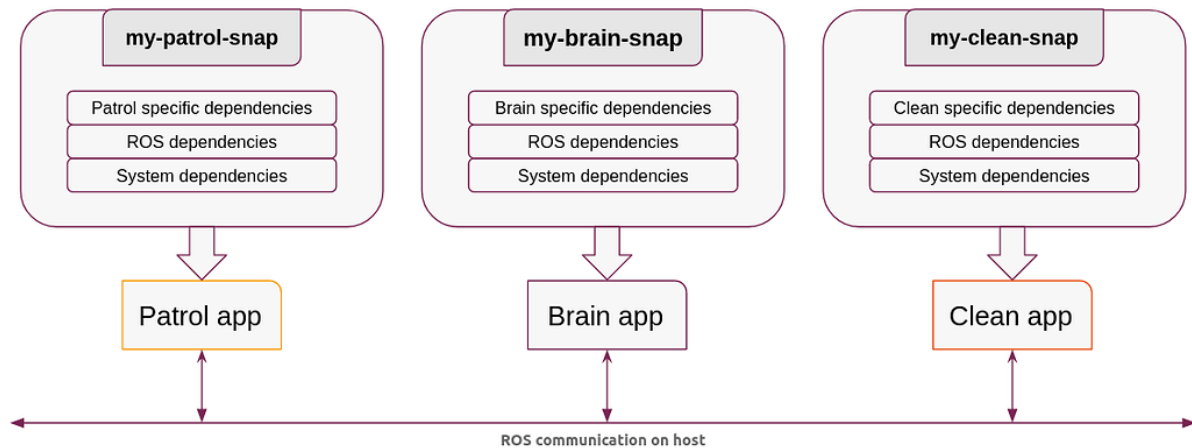 my-patrol-snap
Patrol specific dependencies
ROS dependencies
System dependencies
Patrol app
my-brain-snap
Brain specific dependencies
ROS dependencies
System dependencies
Brain app
my-clean-snap
Clean specific dependencies
ROS dependencies
System dependencies
Clean app
ROS communication on host